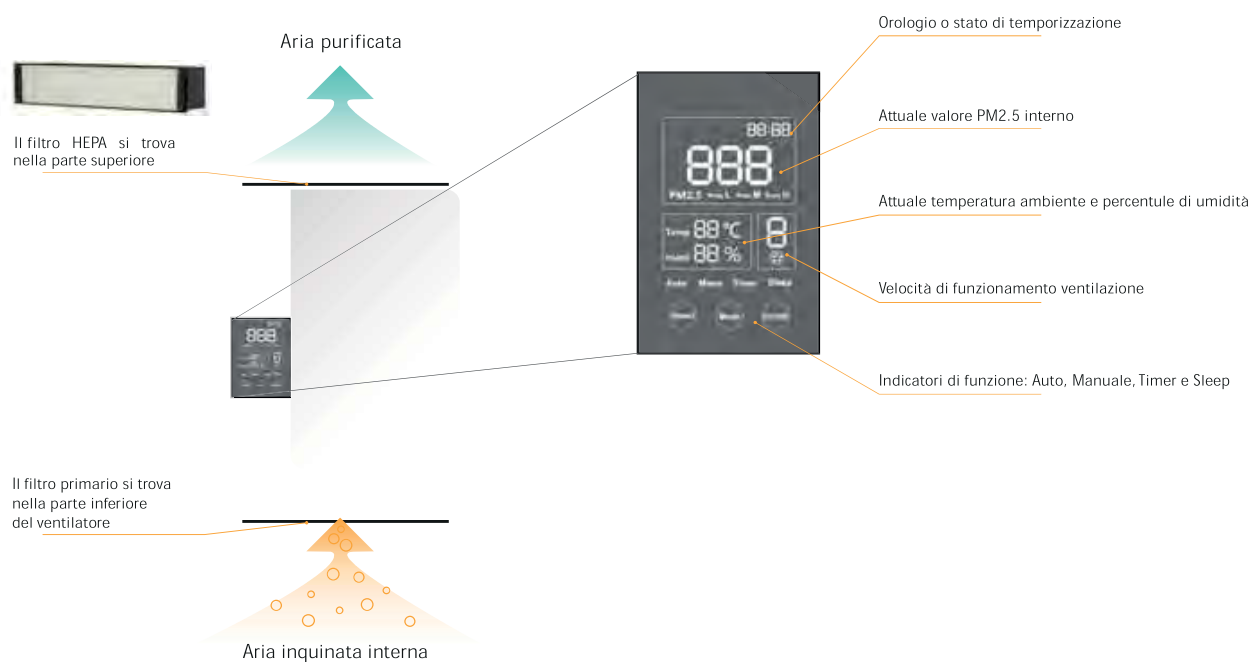 Aria purificata
Il filtro HEPA si trova
nella parte superiore
Il filtro primario si trova
nella parte inferiore
del ventilatore
Aria inquinata interna
Orologio o stato di temporizzazione
Attuale valore PM2.5 interno
Attuale temperatura ambiente e percentule di umidità
Velocità di funzionamento ventilazione
Indicatori di funzione: Auto, Manuale, Timer e Sleep
88:88
888
PM2.5
Temp 88 °C
88 %
8
888